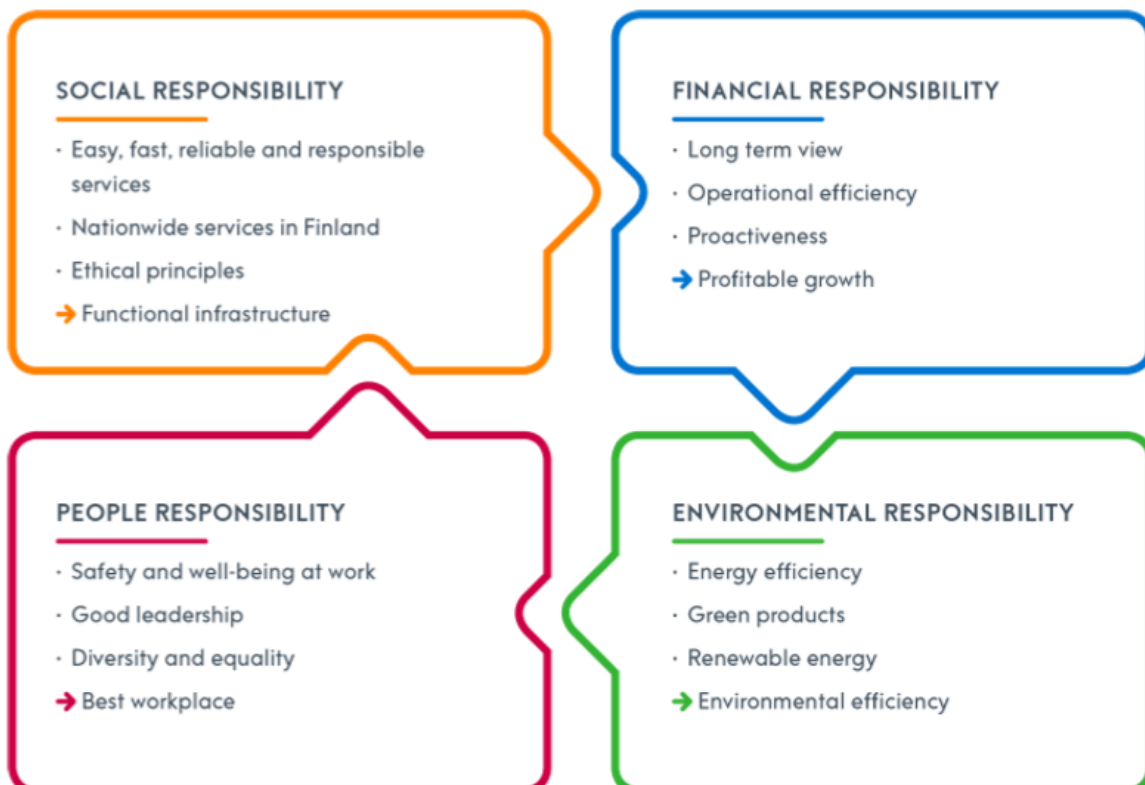 SOCIAL RESPONSIBILITY
· Easy, fast, reliable and responsible
services
· Nationwide services in Finland
· Ethical principles
→ Functional infrastructure
FINANCIAL RESPONSIBILITY
· Long term view
· Operational efficiency
· Proactiveness
→ Profitable growth
PEOPLE RESPONSIBILITY
· Safety and well-being at work
· Good leadership
· Diversity and equality
→ Best workplace
ENVIRONMENTAL RESPONSIBILITY
· Energy efficiency
· Green products
· Renewable energy
→ Environmental efficiency